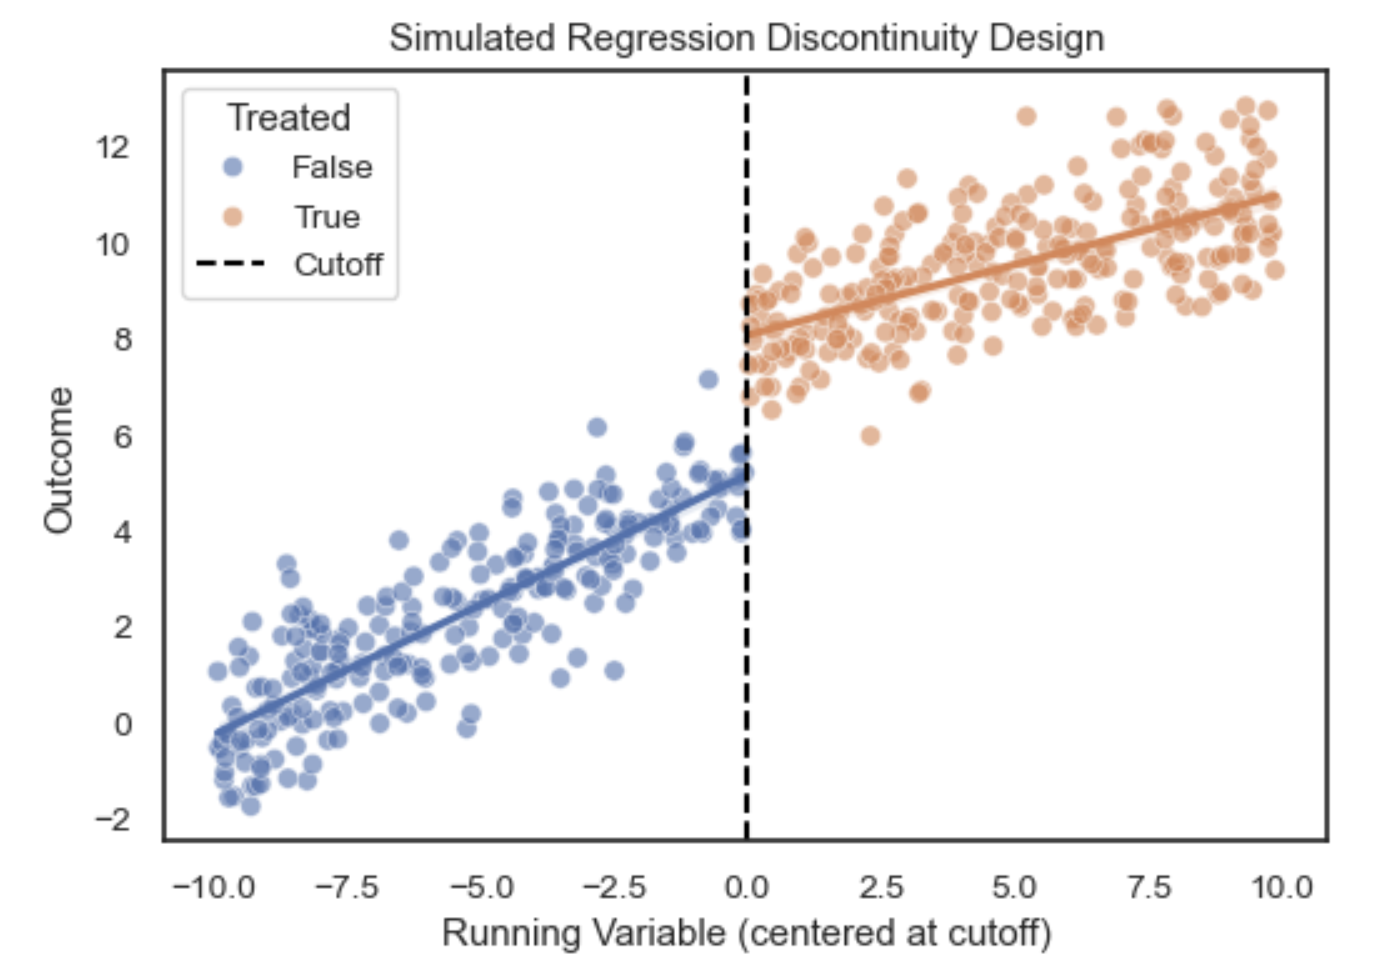 Simulated Regression Discontinuity Design
Treated
False
True
Cutoff
12
10
8
6
4
2
0
−2
Outcome
−10.0 −7.5 −5.0 −2.5 0.0 2.5 5.0 7.5 10.0
Running Variable (centered at cutoff)